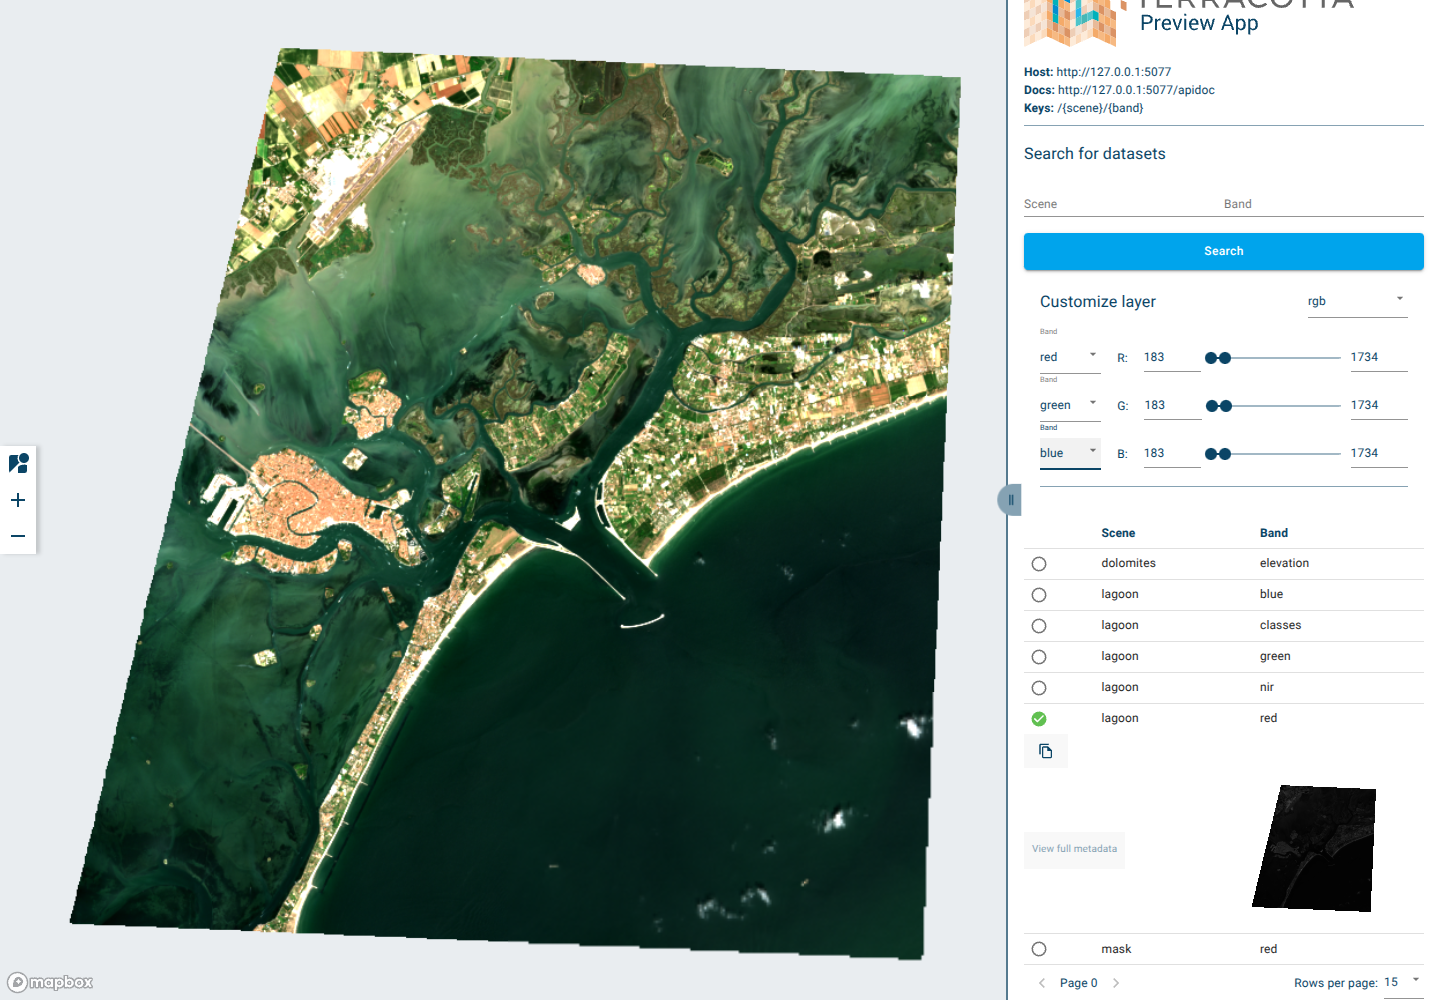 TERRACOTTA
Preview App
Host: http://127.0.0.1:5077
Docs: http://127.0.0.1:5077/apidoc
Keys: /{scene}/{band}
Search for datasets
Scene Band
Search
Customize layer rgb
Band
red R: 183 1734
Band
green G: 183 1734
Band
blue B: 183 1734
Scene Band
dolomites elevation
lagoon blue
lagoon classes
lagoon green
lagoon nir
lagoon red
View full metadata
mask red
Page 0 Rows per page: 15
mapbox